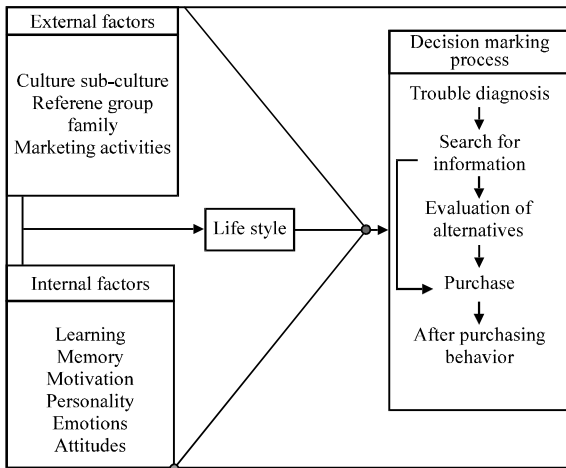 External factors
Culture sub-culture
Referene group
family
Marketing activities
Life style
Internal factors
Learning
Memory
Motivation
Personality
Emotions
Attitudes
Decision marking
process
Trouble diagnosis
Search for
information
Evaluation of
alternatives
Purchase
After purchasing
behavior